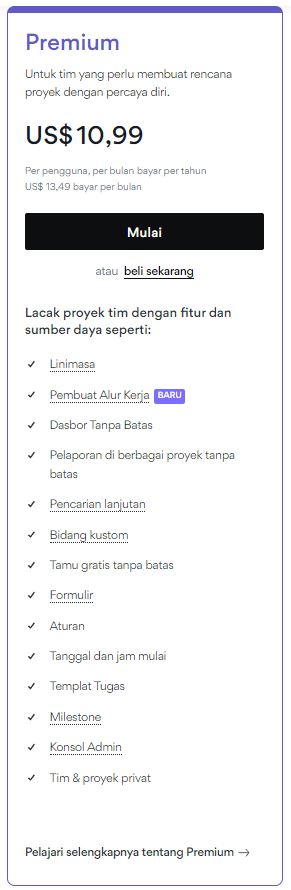 Premium
Untuk tim yang perlu membuat rencana
proyek dengan percaya diri.
US$ 10,99
Per pengguna, per bulan bayar per tahun
US$ 13,49 bayar per bulan
Mulai
atau beli sekarang
Lacak proyek tim dengan fitur dan
sumber daya seperti:
Linimasa
Pembuat Alur Kerja BARU
Dasbor Tanpa Batas
Pelaporan di berbagai proyek tanpa
batas
Pencarian lanjutan
Bidang kustom
Tamu gratis tanpa batas
Formulir
Aturan
Tanggal dan jam mulai
Templat Tugas
Milestone
Konsol Admin
Tim & proyek privat
Pelajari selengkapnya tentang Premium →